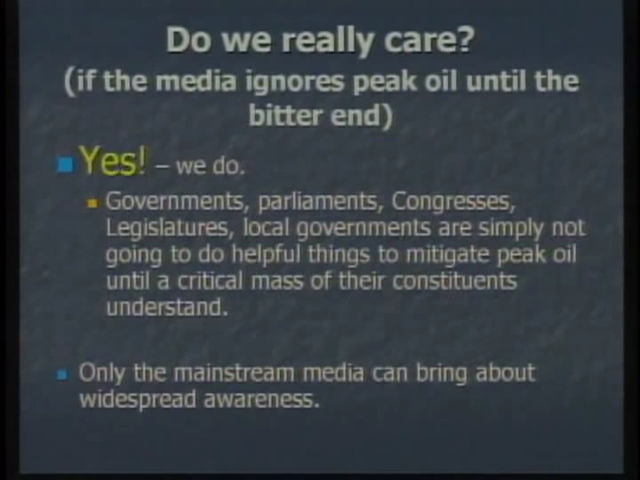 Do we really care?
(if the media ignores peak oil until the
bitter end)
Yes! – we do.
Governments, parliaments, Congresses,
Legislatures, local governments are simply not
going to do helpful things to mitigate peak oil
until a critical mass of their constituents
understand.
Only the mainstream media can bring about
widespread awareness.